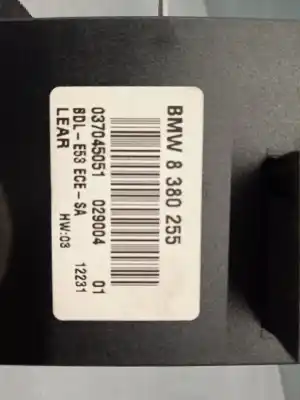 BMW 8 380 255
037045051 029004 01
BDL-E53 ECE-SA 12231
LEAR HW:03